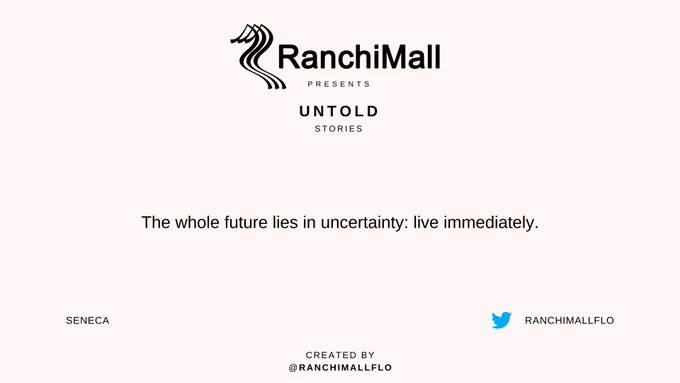 RanchiMall
PRESENTS
UNTOLD
STORIES
The whole future lies in uncertainty: live immediately.
SENECA
RANCHIMALLFLO
CREATED BY
@RANCHIMALLFLO